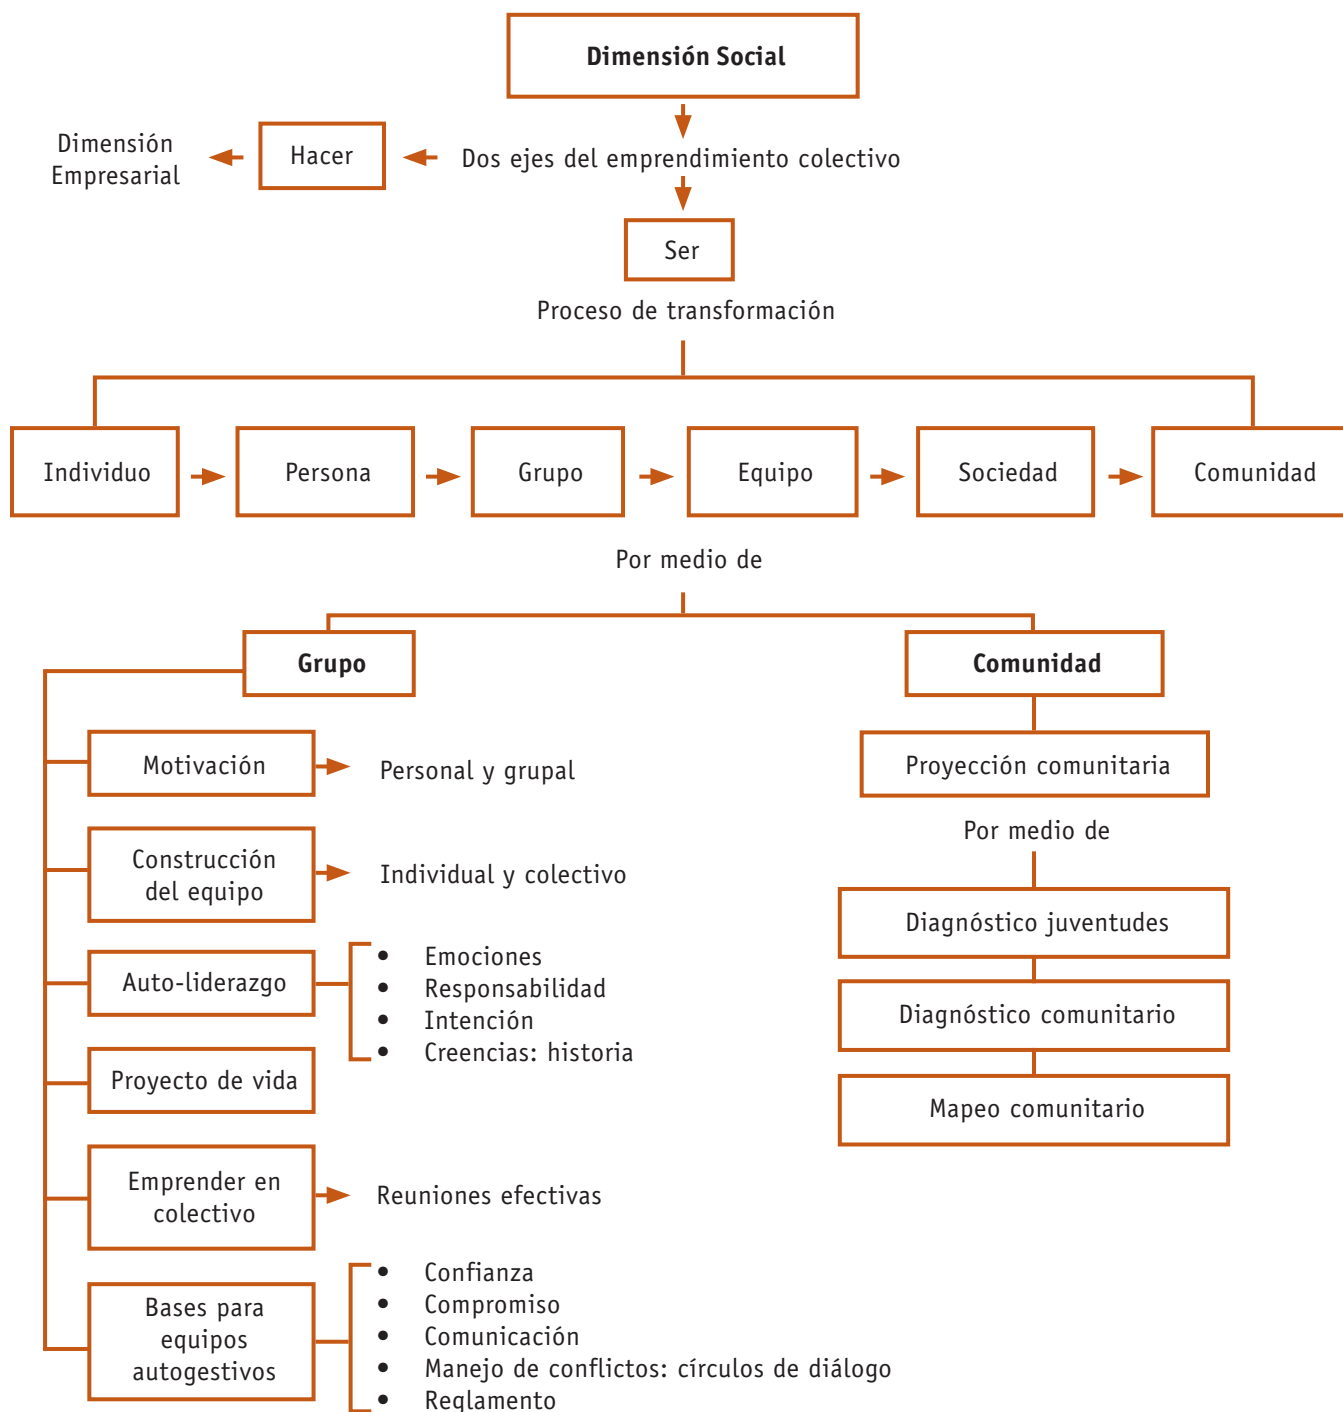 Dimensión Social
Dimensión
Empresarial
Hacer
Dos ejes del emprendimiento colectivo
Ser
Proceso de transformación
Individuo
Persona
Grupo
Equipo
Sociedad
Comunidad
Por medio de
Grupo
Motivación
Personal y grupal
Construcción
del equipo
Individual y colectivo
Auto-liderazgo
• Emociones
• Responsabilidad
• Intención
• Creencias: historia
Proyecto de vida
Emprender en
colectivo
Reuniones efectivas
Bases para
equipos
autogestivos
• Confianza
• Compromiso
• Comunicación
• Manejo de conflictos: círculos de diálogo
• Reglamento
Comunidad
Proyección comunitaria
Por medio de
Diagnóstico juventudes
Diagnóstico comunitario
Mapeo comunitario